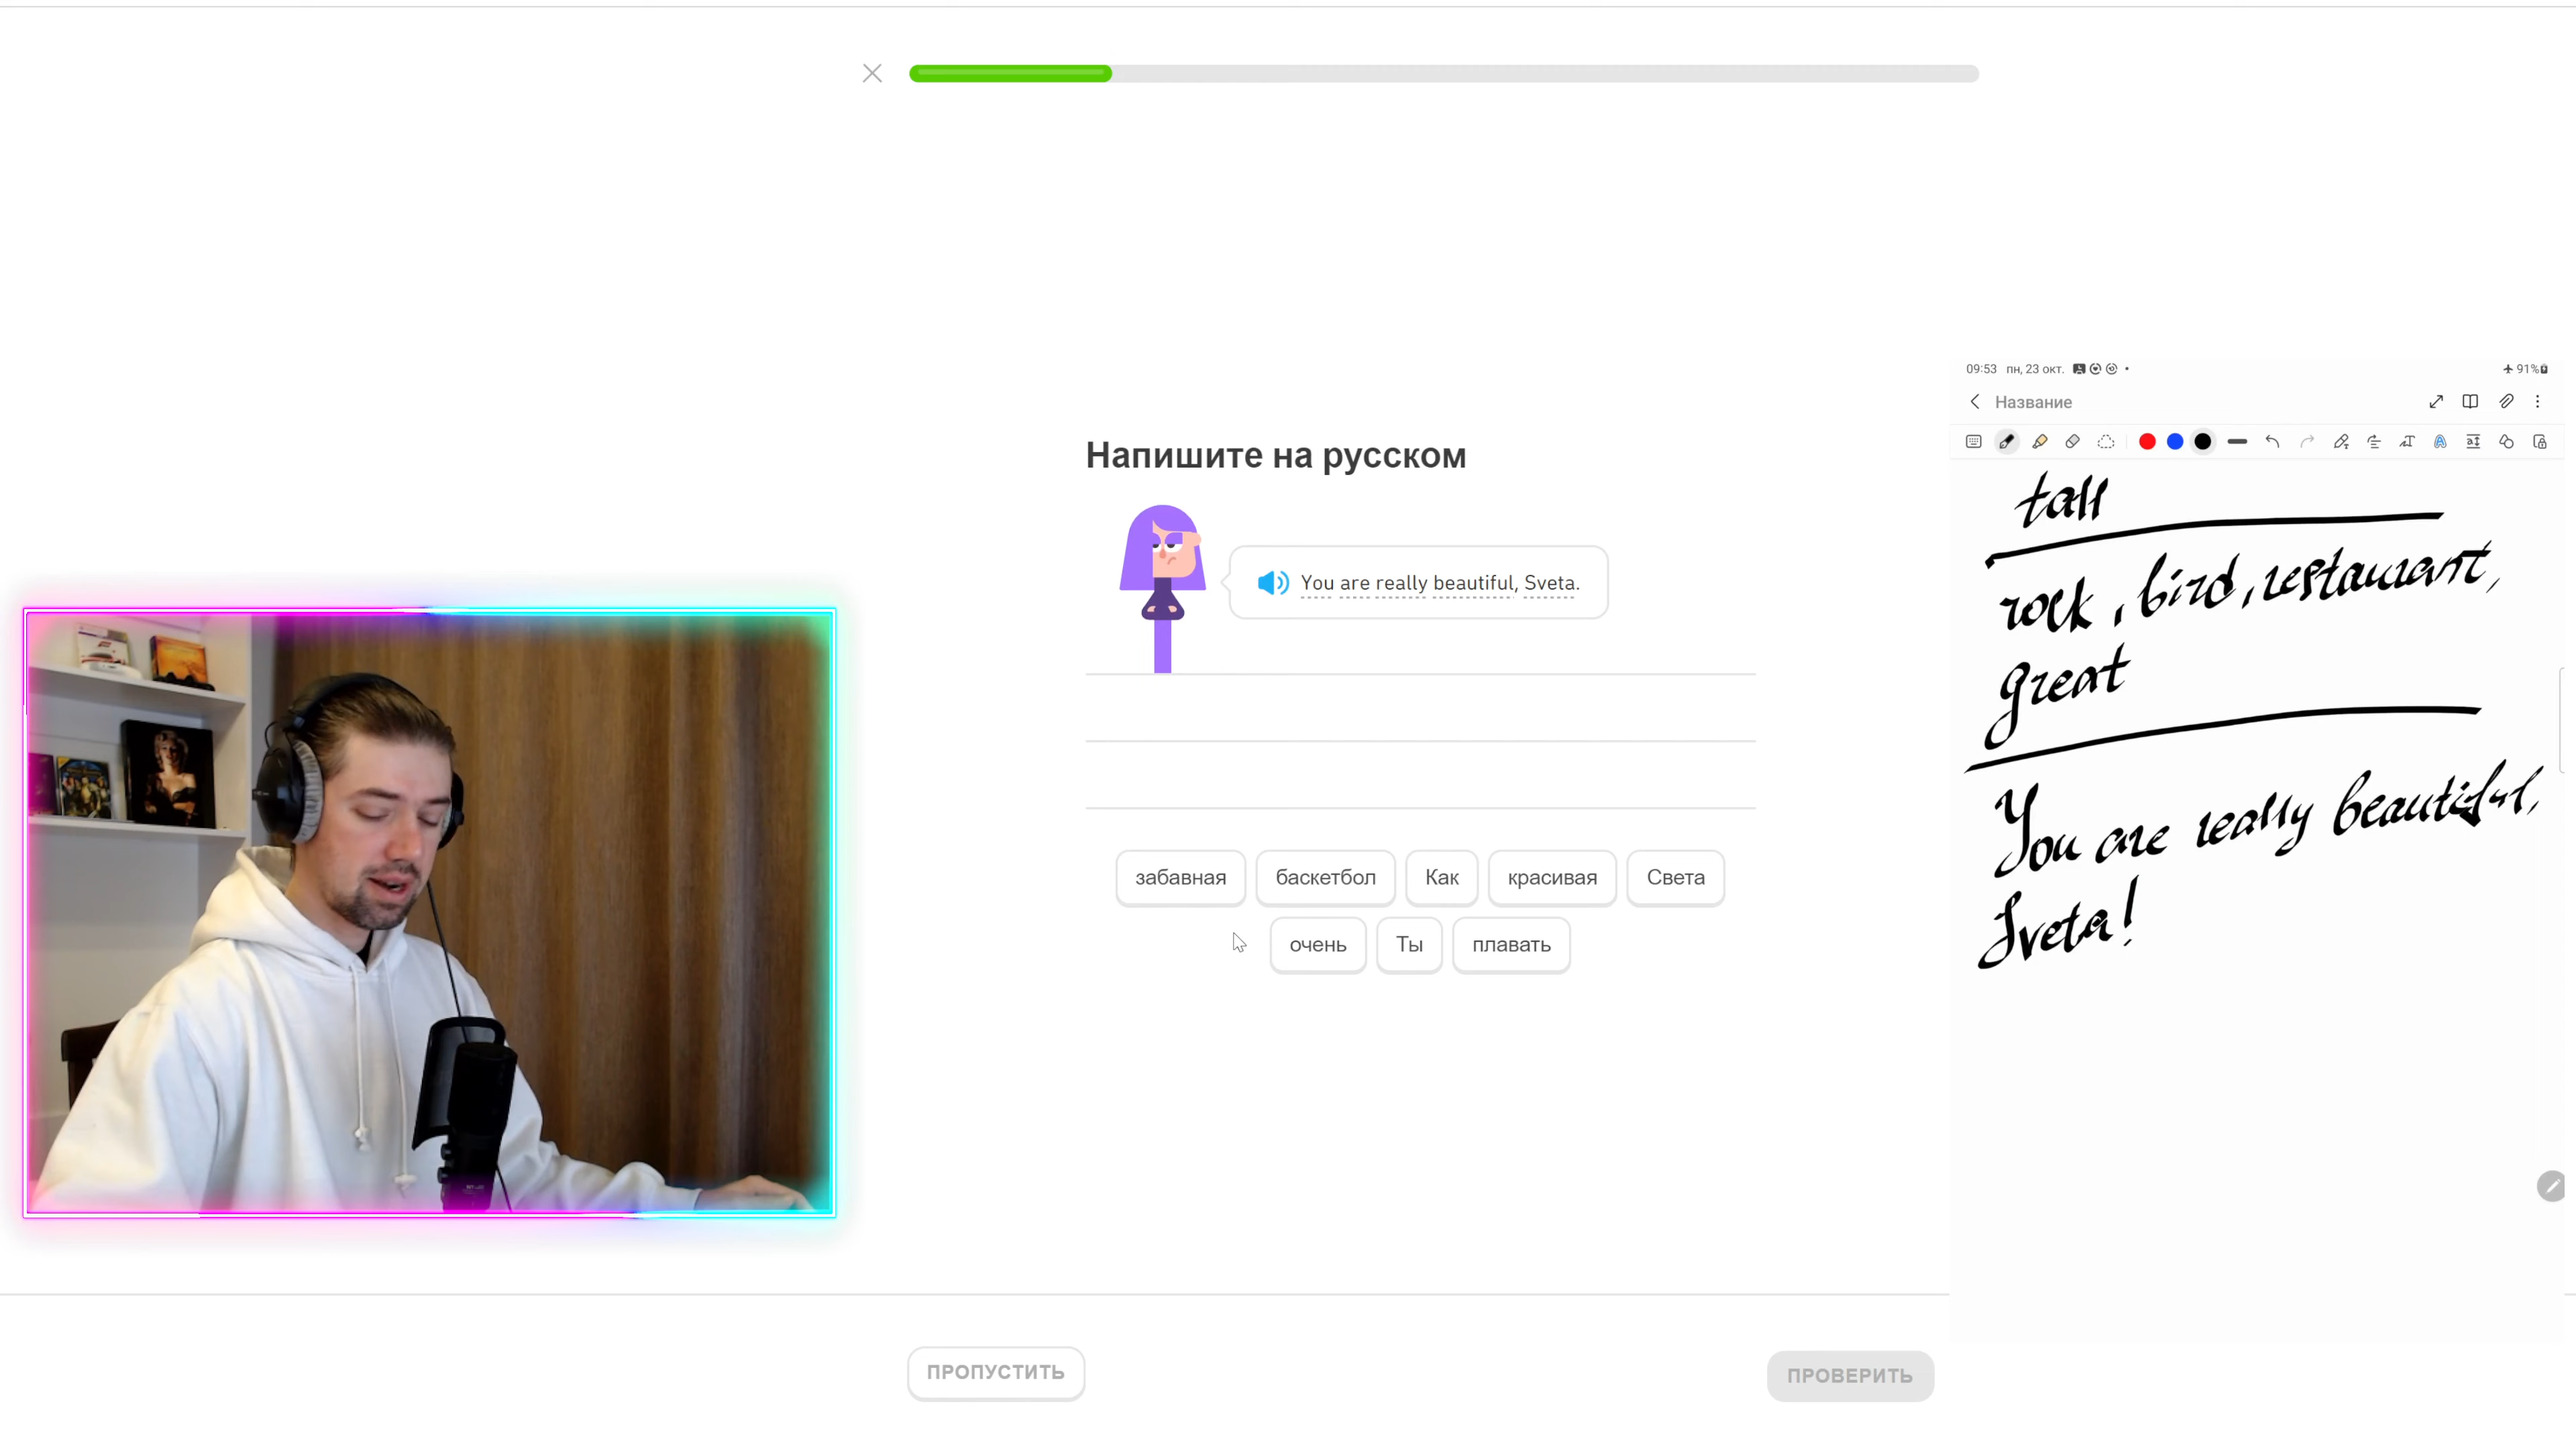 Напишите на русском
You are really beautiful, Sveta.
забавная баскетбол Как красивая Света
очень Ты плавать
ПРОПУСТИТЬ
ПРОВЕРИТЬ
09:53 пн, 23 окт. 91%
Название
tall
rock, bird, restaurant,
great
You are really beautiful,
Sveta!